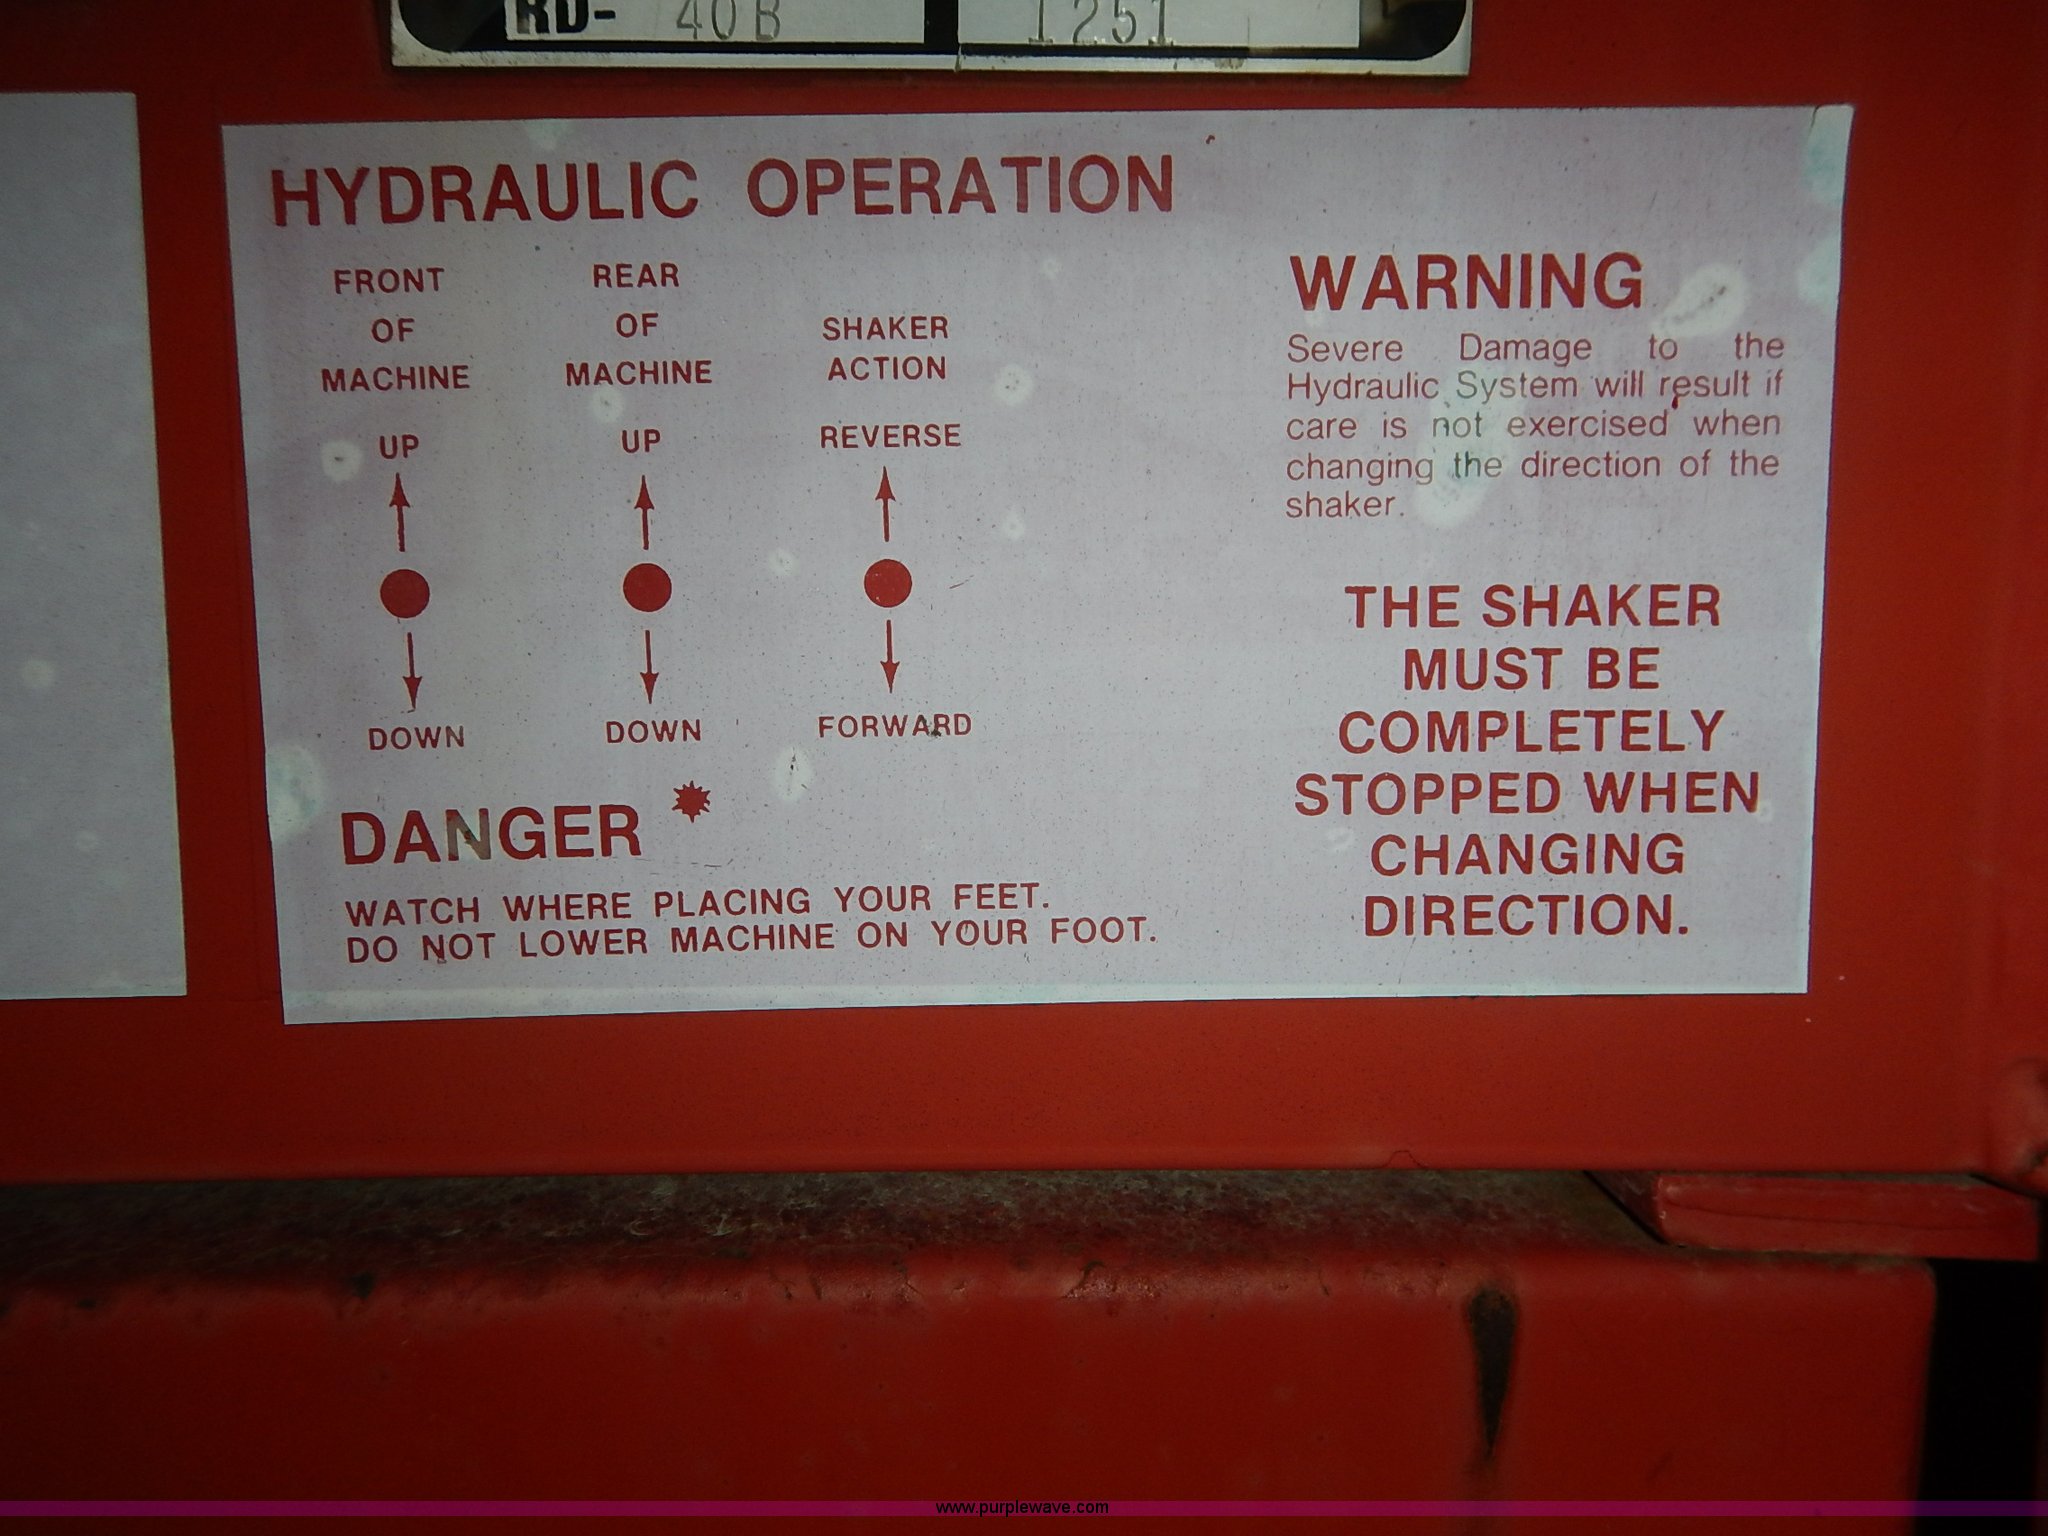 RD- 40B 1251
HYDRAULIC OPERATION
FRONT
OF
MACHINE
UP
DOWN
REAR
OF
MACHINE
UP
DOWN
SHAKER
ACTION
REVERSE
FORWARD
DANGER
WATCH WHERE PLACING YOUR FEET.
DO NOT LOWER MACHINE ON YOUR FOOT.
WARNING
Severe Damage to the
Hydraulic System will result if
care is not exercised when
changing the direction of the
shaker.
THE SHAKER
MUST BE
COMPLETELY
STOPPED WHEN
CHANGING
DIRECTION.
www.purplewave.com